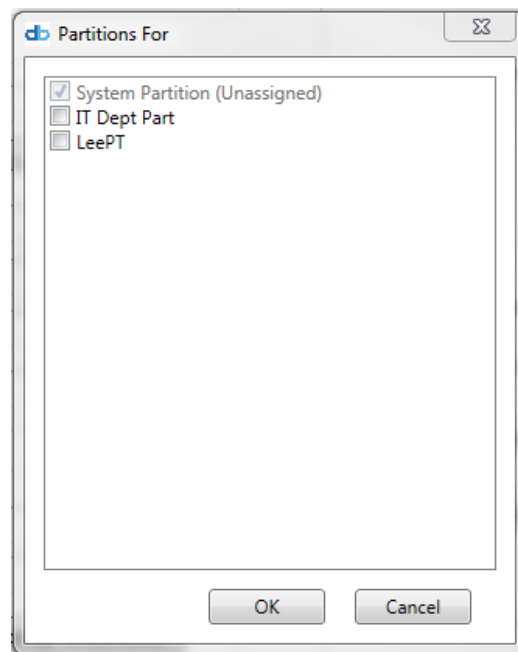 db Partitions For
System Partition (Unassigned)
IT Dept Part
LeePT
OK Cancel